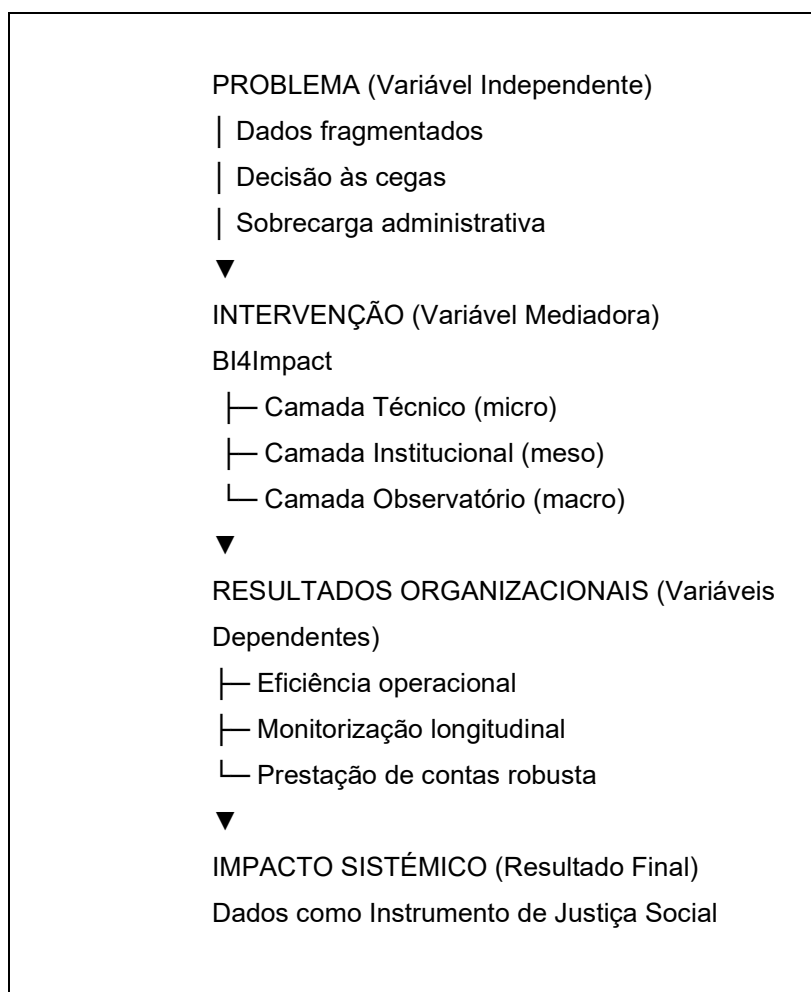 PROBLEMA (Variável Independente)
│ Dados fragmentados
│ Decisão às cegas
│ Sobrecarga administrativa
▼
INTERVENÇÃO (Variável Mediadora)
BI4Impact
├─ Camada Técnico (micro)
├─ Camada Institucional (meso)
└─ Camada Observatório (macro)
▼
RESULTADOS ORGANIZACIONAIS (Variáveis
Dependentes)
├─ Eficiência operacional
├─ Monitorização longitudinal
└─ Prestação de contas robusta
▼
IMPACTO SISTÉMICO (Resultado Final)
Dados como Instrumento de Justiça Social